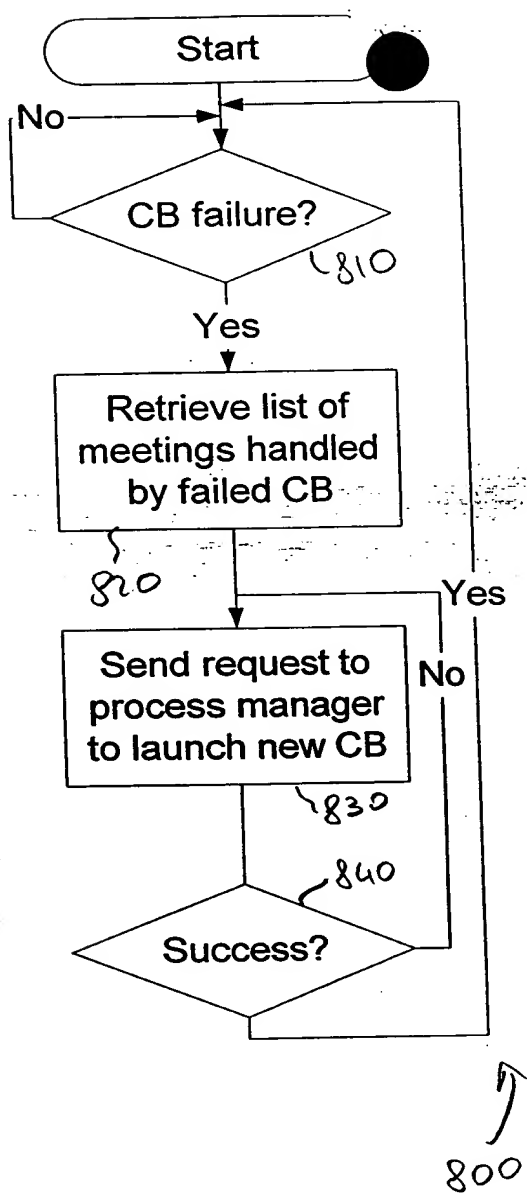 Start
No
CB failure?
810
Yes
Retrieve list of
meetings handled
by failed CB
820
Yes
Send request to
process manager
to launch new CB
No
830
840
Success?
800